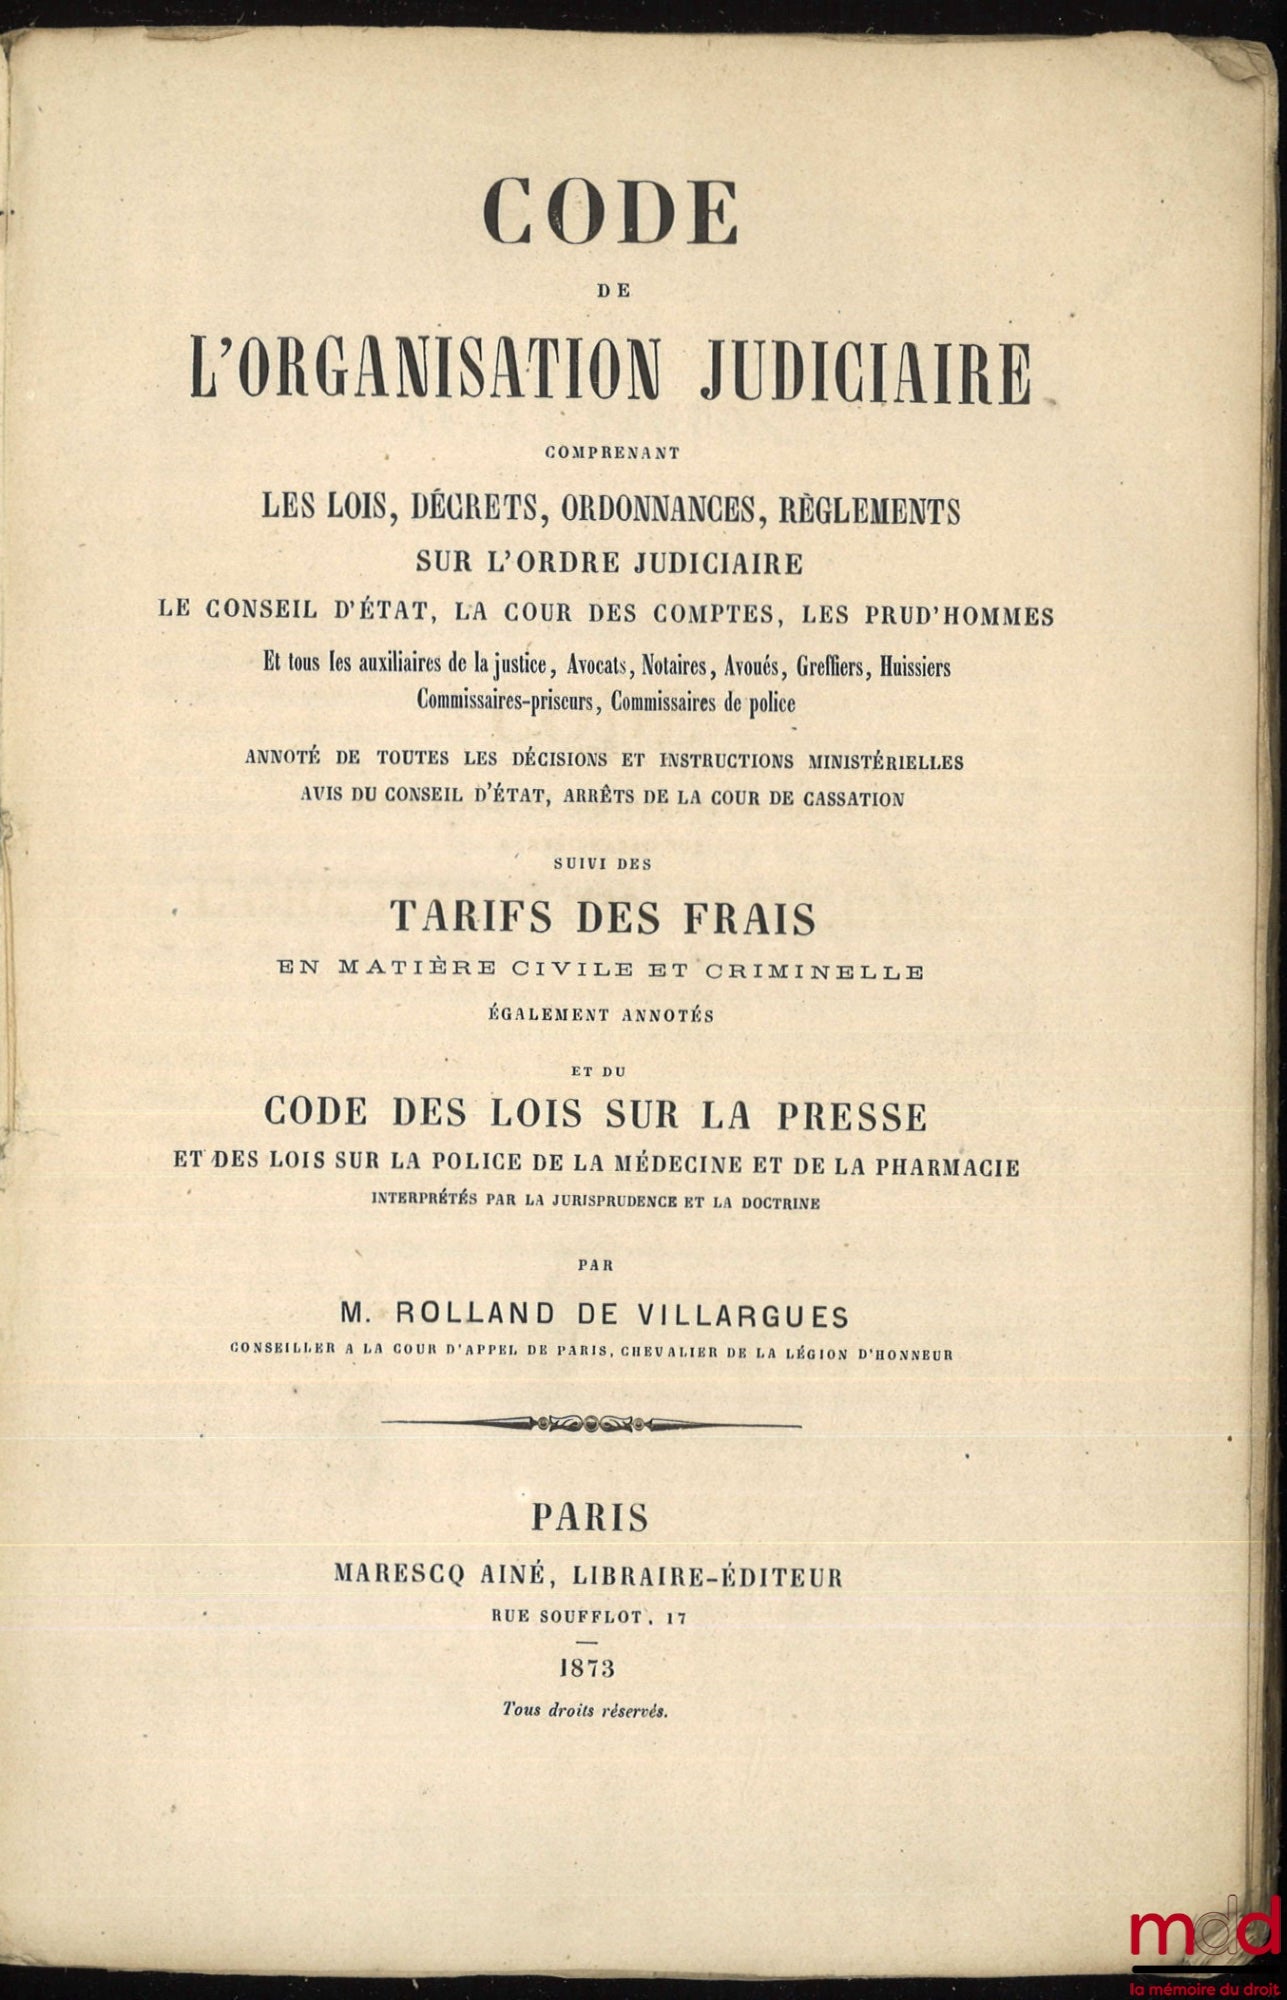 CODE
DE
L'ORGANISATION JUDICIAIRE
COMPRENANT
LES LOIS, DÉCRETS, ORDONNANCES, RÈGLEMENTS
SUR L'ORDRE JUDICIAIRE
LE CONSEIL D'ÉTAT, LA COUR DES COMPTES, LES PRUD'HOMMES
Et tous les auxiliaires de la justice, Avocats, Notaires, Avoués, Greffiers, Huissiers
Commissaires-priseurs, Commissaires de police
ANNOTÉ DE TOUTES LES DÉCISIONS ET INSTRUCTIONS MINISTÉRIELLES
AVIS DU CONSEIL D'ÉTAT, ARRÊTS DE LA COUR DE CASSATION
SUIVI DES
TARIFS DES FRAIS
EN MATIÈRE CIVILE ET CRIMINELLE
ÉGALEMENT ANNOTÉS
ET DU
CODE DES LOIS SUR LA PRESSE
ET DES LOIS SUR LA POLICE DE LA MÉDECINE ET DE LA PHARMACIE
INTERPRÉTÉS PAR LA JURISPRUDENCE ET LA DOCTRINE
PAR
M. ROLLAND DE VILLARGUES
CONSEILLER A LA COUR D'APPEL DE PARIS, CHEVALIER DE LA LÉGION D'HONNEUR
PARIS
MARESCQ AINÉ, LIBRAIRE-ÉDITEUR
RUE SOUFFLOT, 17
1873
Tous droits réservés.
mdd
la mémoire du droit